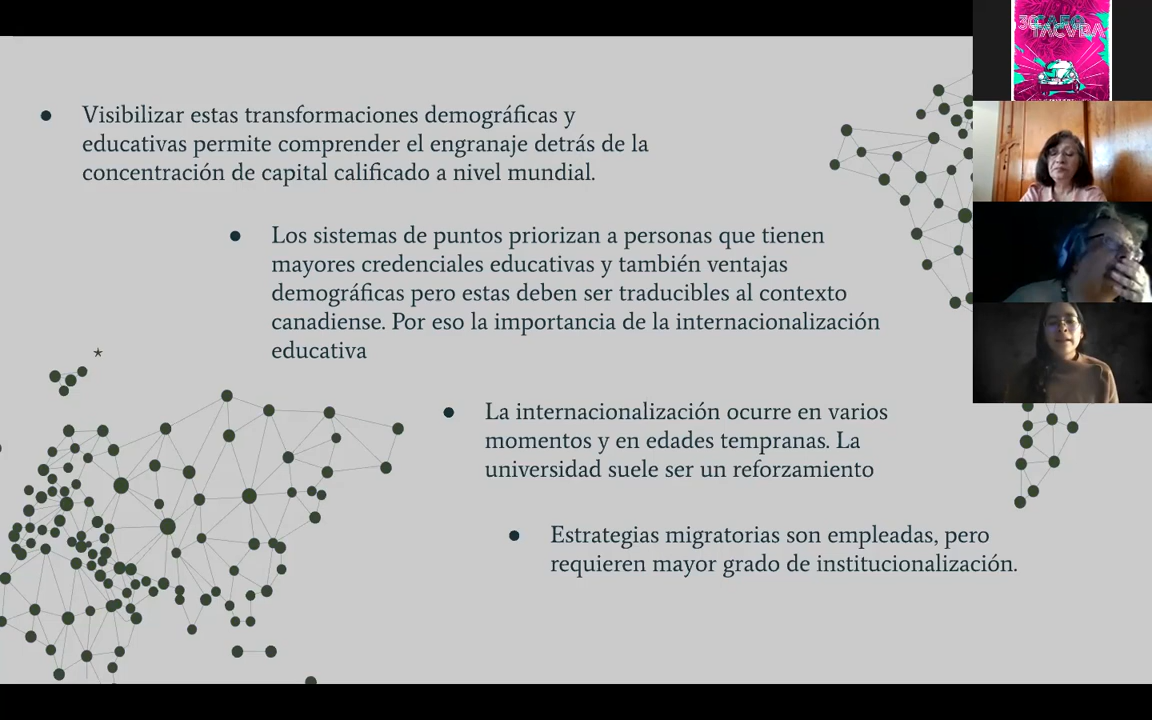 30
CAFÉ
TACVBA
● Visibilizar estas transformaciones demográficas y
educativas permite comprender el engranaje detrás de la
concentración de capital calificado a nivel mundial.
● Los sistemas de puntos priorizan a personas que tienen
mayores credenciales educativas y también ventajas
demográficas pero estas deben ser traducibles al contexto
canadiense. Por eso la importancia de la internacionalización
educativa
*
● La internacionalización ocurre en varios
momentos y en edades tempranas. La
universidad suele ser un reforzamiento
● Estrategias migratorias son empleadas, pero
requieren mayor grado de institucionalización.